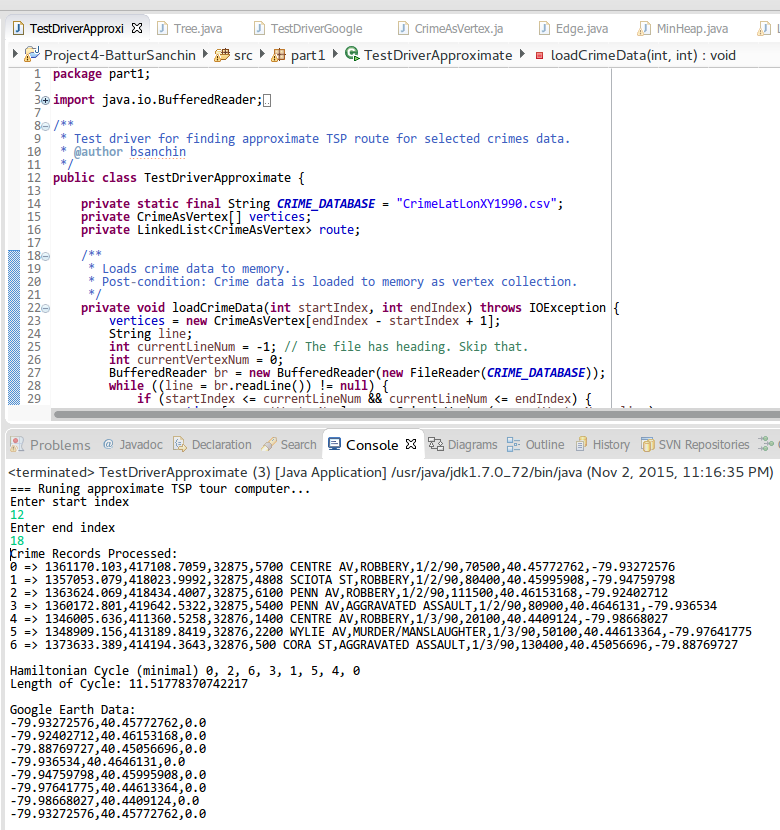 TestDriverApproxi
Tree.java
TestDriverGoogle
CrimeAsVertex.ja
Edge.java
MinHeap.java
Project4-BatturSanchin
src
part1
TestDriverApproximate
loadCrimeData(int, int) : void
1 package part1;
2
3 import java.io.BufferedReader;
7
8 /**
9 * Test driver for finding approximate TSP route for selected crimes data.
10 * @author bsanchin
11 */
12 public class TestDriverApproximate {
13
14 private static final String CRIME_DATABASE = "CrimeLatLonXY1990.csv";
15 private CrimeAsVertex[] vertices;
16 private LinkedList<CrimeAsVertex> route;
17
18 /**
19 * Loads crime data to memory.
20 * Post-condition: Crime data is loaded to memory as vertex collection.
21 */
22 private void loadCrimeData(int startIndex, int endIndex) throws IOException {
23 vertices = new CrimeAsVertex[endIndex - startIndex + 1];
24 String line;
25 int currentLineNum = -1; // The file has heading. Skip that.
26 int currentVertexNum = 0;
27 BufferedReader br = new BufferedReader(new FileReader(CRIME_DATABASE));
28 while ((line = br.readLine()) != null) {
29 if (startIndex <= currentLineNum && currentLineNum <= endIndex) {
Problems
@ Javadoc
Declaration
Search
Console
Diagrams
Outline
History
SVN Repositories
<terminated> TestDriverApproximate (3) [Java Application] /usr/java/jdk1.7.0_72/bin/java (Nov 2, 2015, 11:16:35 PM)
=== Runing approximate TSP tour computer...
Enter start index
12
Enter end index
18
Crime Records Processed:
0 => 1361170.103,417108.7059,32875,5700 CENTRE AV,ROBBERY,1/2/90,70500,40.45772762,-79.93272576
1 => 1357053.079,418023.9992,32875,4808 SCIOTA ST,ROBBERY,1/2/90,80400,40.45995908,-79.94759798
2 => 1363624.069,418434.4007,32875,6100 PENN AV,ROBBERY,1/2/90,111500,40.46153168,-79.92402712
3 => 1360172.801,419642.5322,32875,5400 PENN AV,AGGRAVATED ASSAULT,1/2/90,80900,40.4646131,-79.936534
4 => 1346005.636,411360.5258,32876,1400 CENTRE AV,ROBBERY,1/3/90,20100,40.4409124,-79.98668027
5 => 1348909.156,413189.8419,32876,2200 WYLIE AV,MURDER/MANSLAUGHTER,1/3/90,50100,40.44613364,-79.97641775
6 => 1373633.389,414194.3643,32876,500 CORA ST,AGGRAVATED ASSAULT,1/3/90,130400,40.45056696,-79.88769727
Hamiltonian Cycle (minimal) 0, 2, 6, 3, 1, 5, 4, 0
Length of Cycle: 11.51778370742217
Google Earth Data:
-79.93272576,40.45772762,0.0
-79.92402712,40.46153168,0.0
-79.88769727,40.45056696,0.0
-79.936534,40.4646131,0.0
-79.94759798,40.45995908,0.0
-79.97641775,40.44613364,0.0
-79.98668027,40.4409124,0.0
-79.93272576,40.45772762,0.0